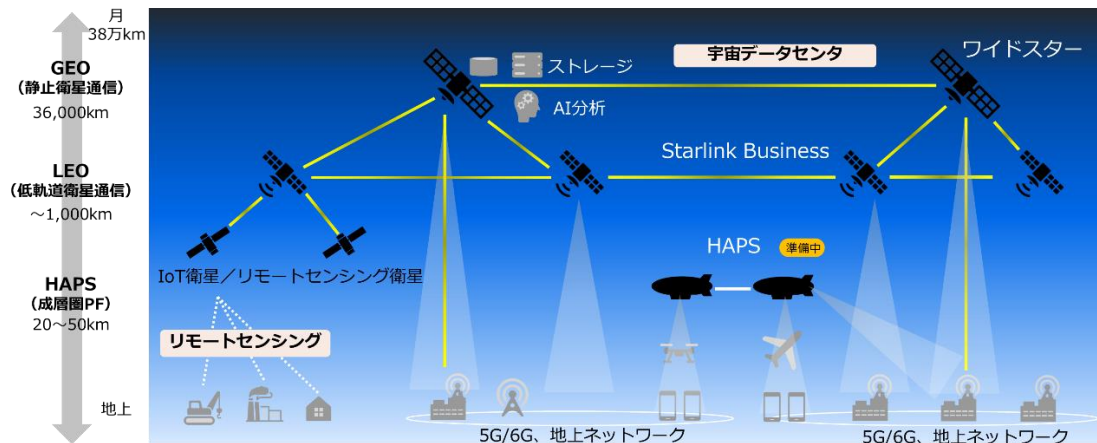 月
38万km
GEO
（静止衛星通信）
36,000km
LEO
（低軌道衛星通信）
～1,000km
HAPS
（成層圏PF）
20～50km
地上
ストレージ
AI分析
宇宙データセンタ
ワイドスター
Starlink Business
HAPS
準備中
IoT衛星／リモートセンシング衛星
リモートセンシング
5G/6G、地上ネットワーク
5G/6G、地上ネットワーク